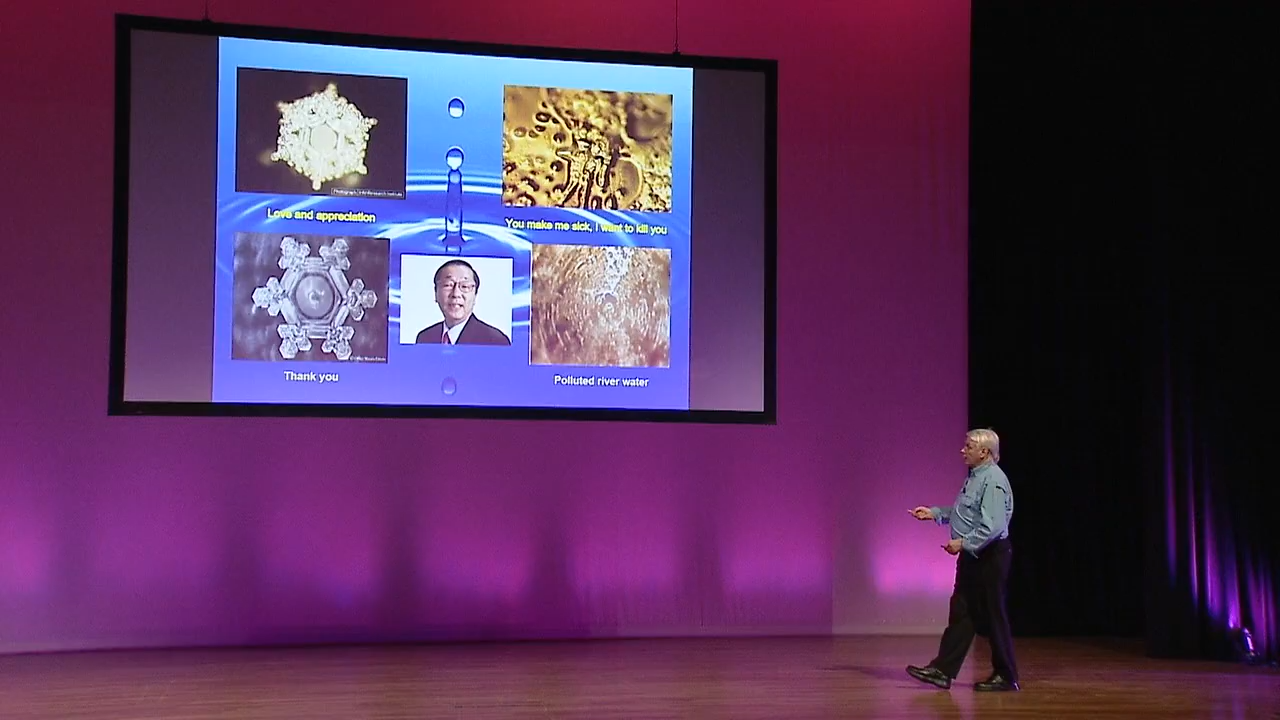 Love and appreciation
You make me sick, I want to kill you
Thank you
Polluted river water